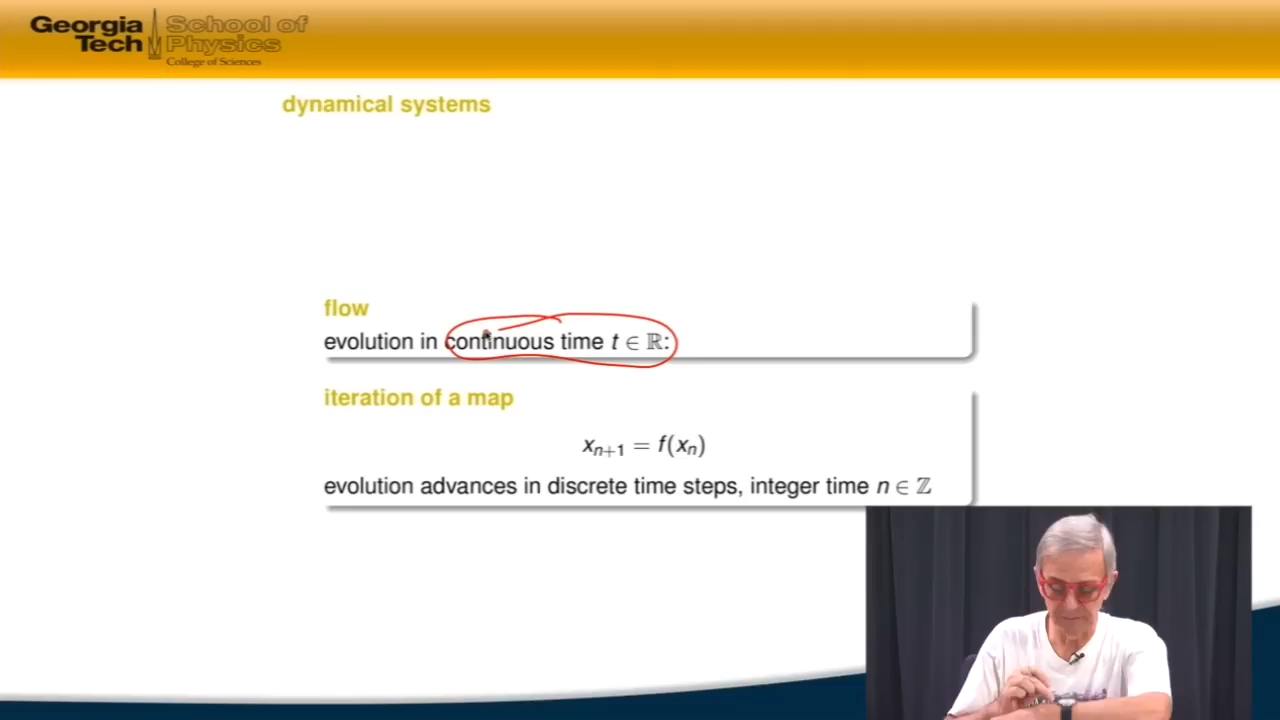 Georgia Tech
School of Physics
College of Sciences
dynamical systems
flow
evolution in continuous time t ∈ ℝ:
iteration of a map
xₙ₊₁ = f(xₙ)
evolution advances in discrete time steps, integer time n ∈ ℤ